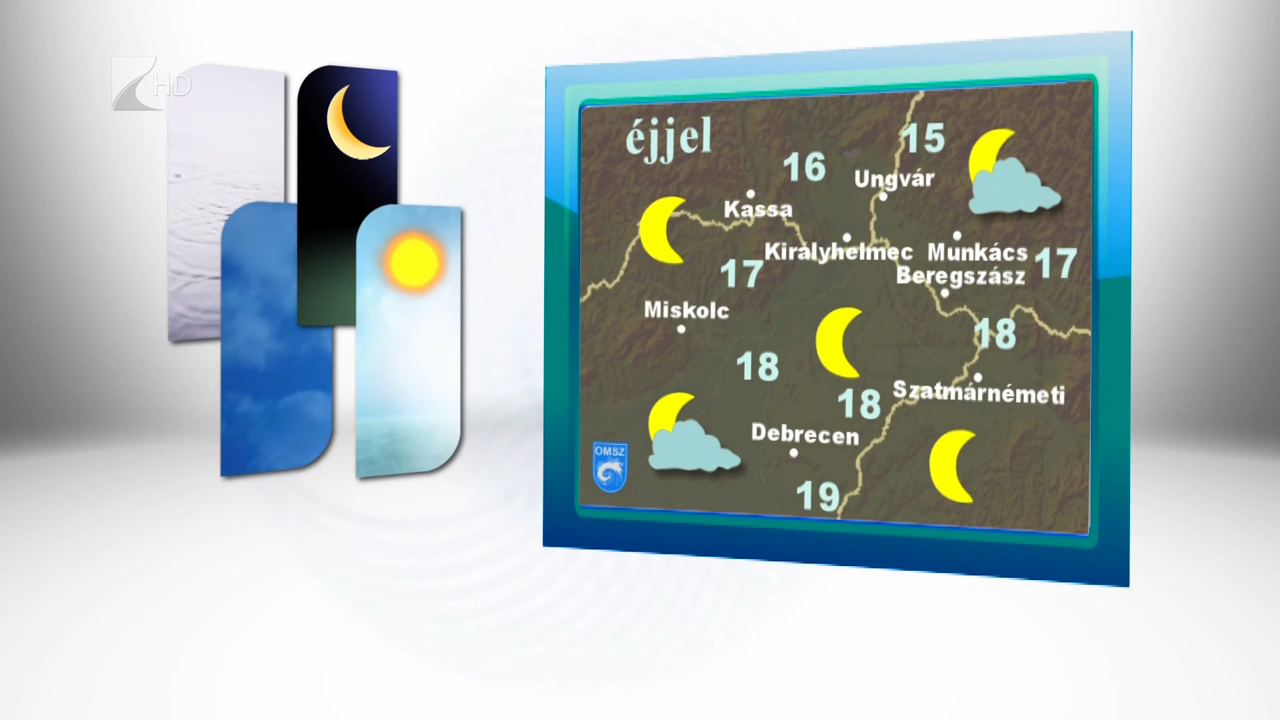 HD
éjjel
15
16
Ungvár
Kassa
Királyhelmec
Munkács
17
17
Beregszász
Miskolc
18
18
Szatmárnémeti
18
Debrecen
OMSZ
19